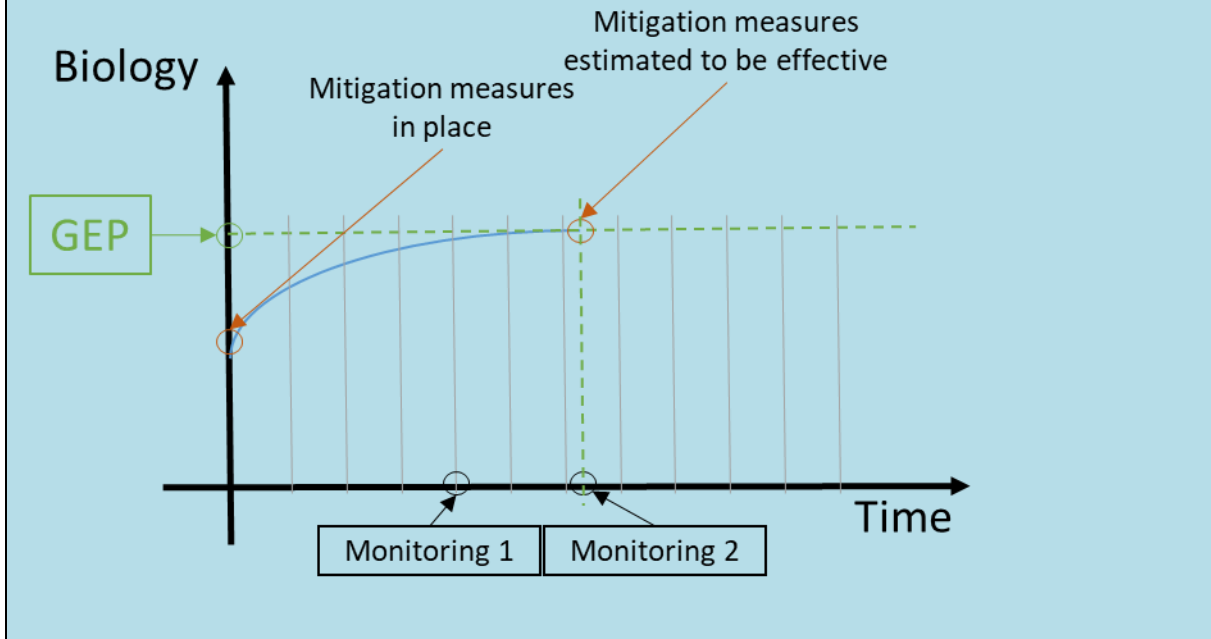 Mitigation measures
estimated to be effective
Biology
Mitigation measures
in place
GEP
Time
Monitoring 1
Monitoring 2